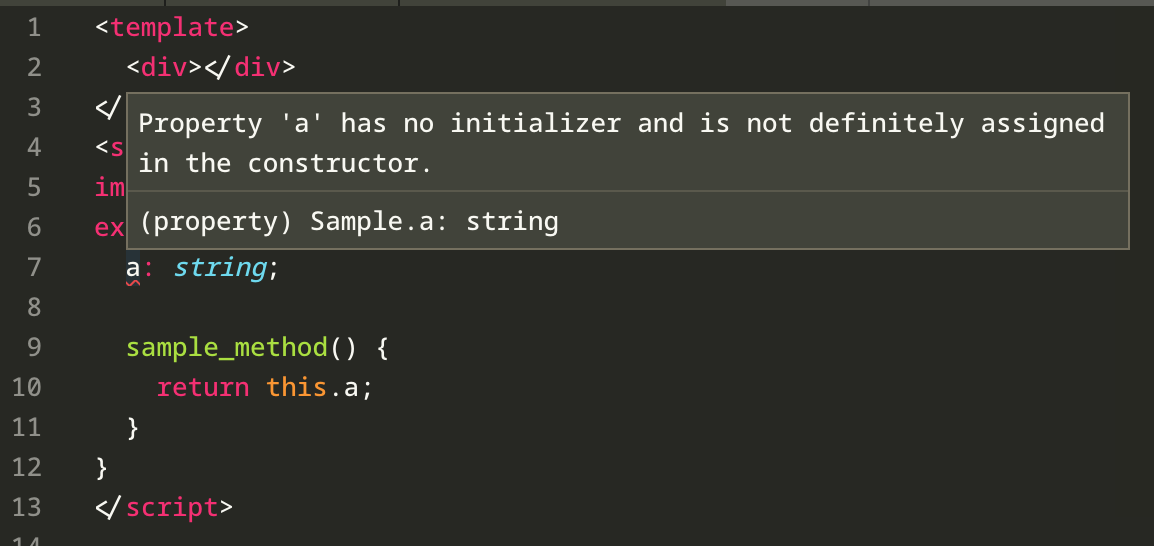 1 <template>
2 <div></div>
3 </
Property 'a' has no initializer and is not definitely assigned
in the constructor.
4 <s
5 im
(property) Sample.a: string
6 ex
7 a: string;
8
9 sample_method() {
10 return this.a;
11 }
12 }
13 </script>
14